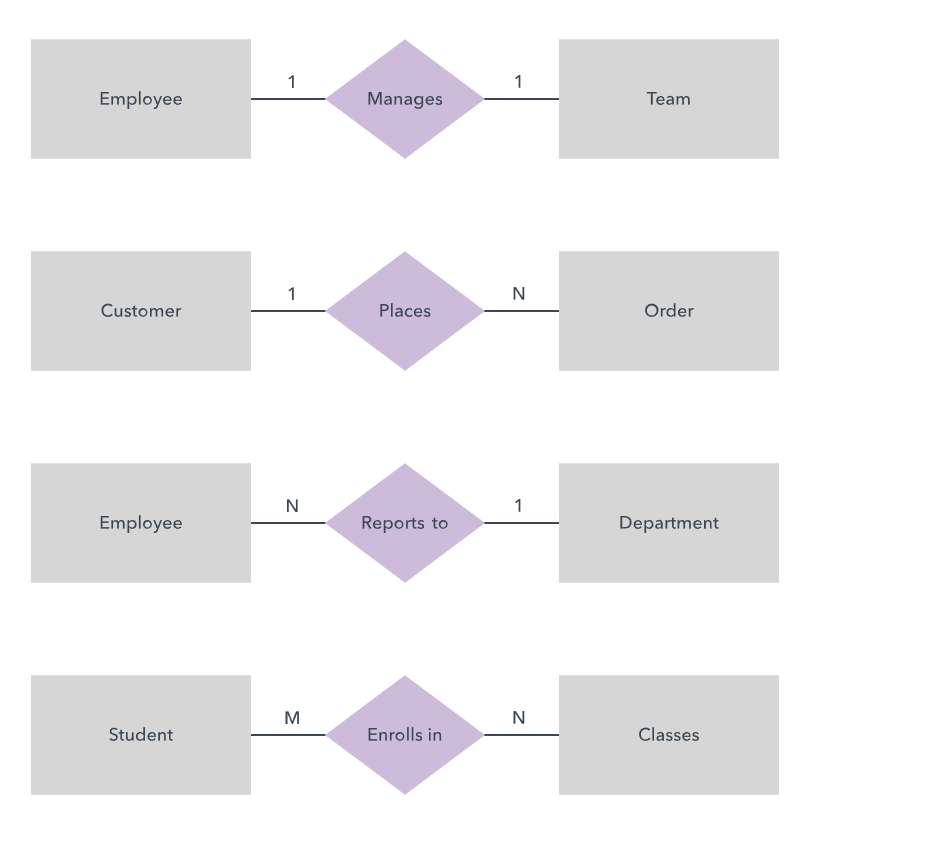 Employee 1 Manages 1 Team
Customer 1 Places N Order
Employee N Reports to 1 Department
Student M Enrolls in N Classes